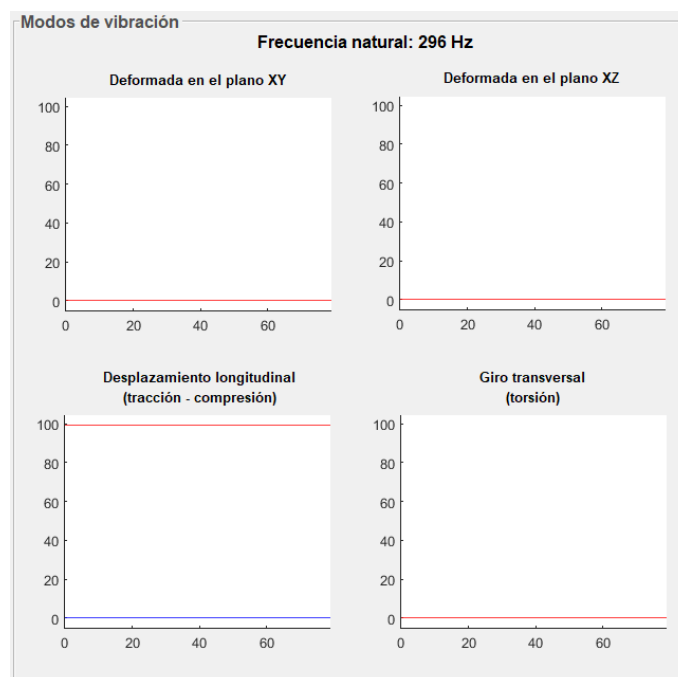 Modos de vibración
Frecuencia natural: 296 Hz
Deformada en el plano XY
100
80
60
40
20
0
0 20 40 60
Deformada en el plano XZ
100
80
60
40
20
0
0 20 40 60
Desplazamiento longitudinal
(tracción - compresión)
100
80
60
40
20
0
0 20 40 60
Giro transversal
(torsión)
100
80
60
40
20
0
0 20 40 60